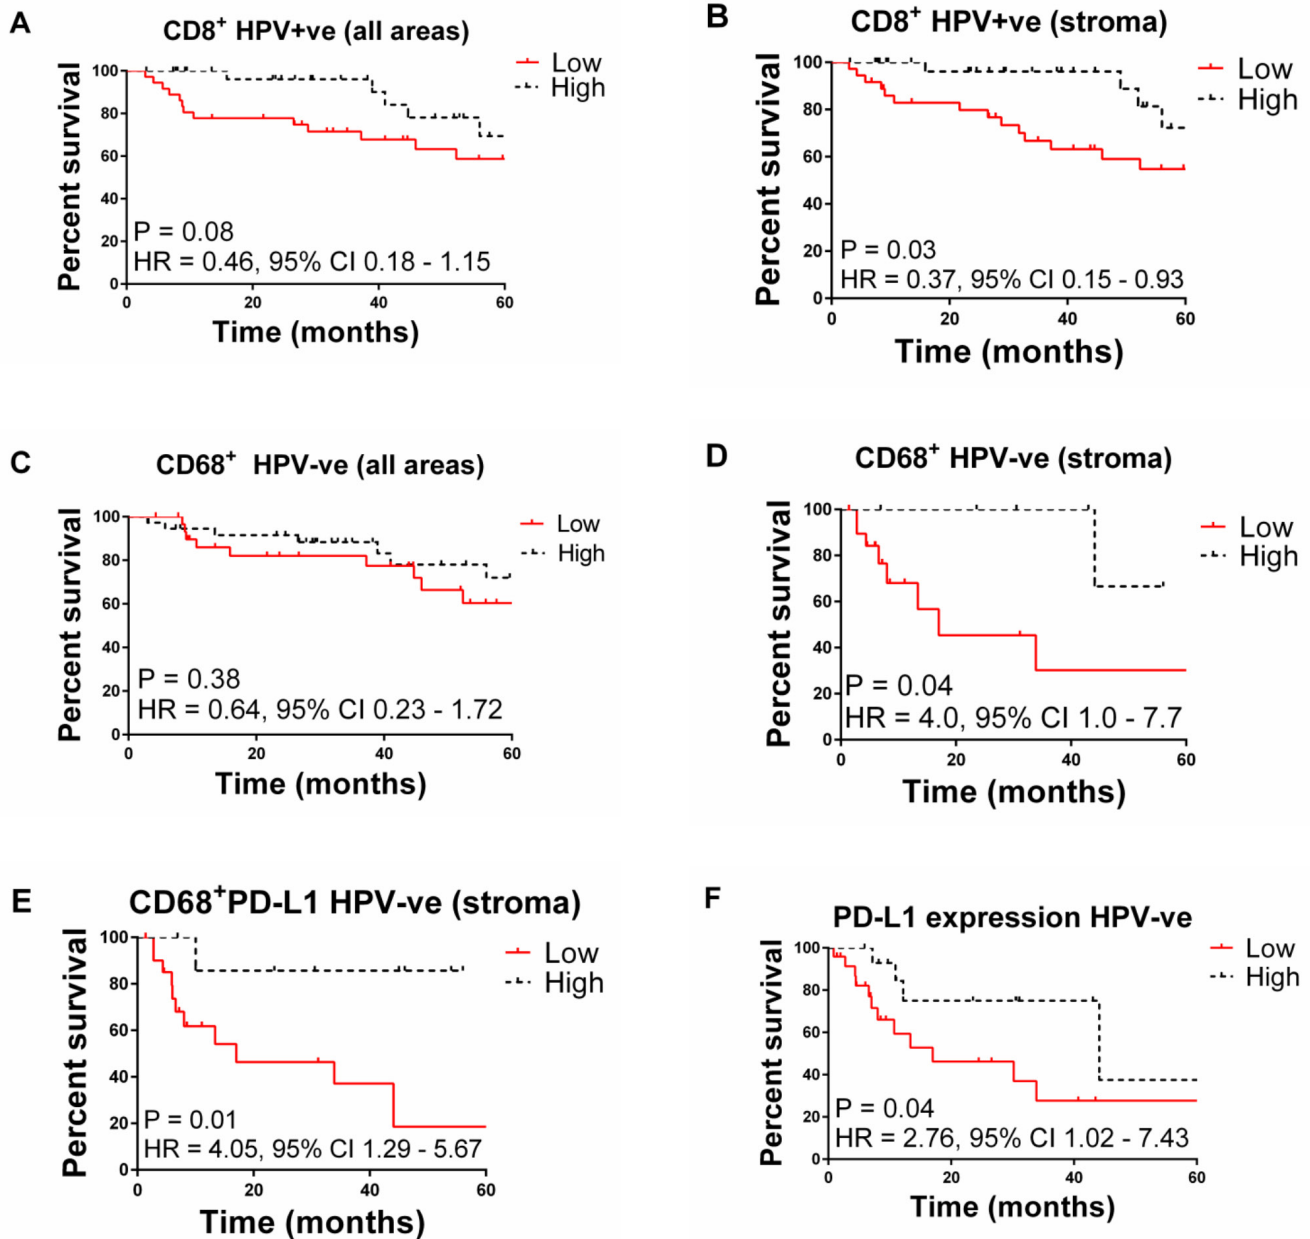 A
CD8+ HPV+ve (all areas)
Low
High
Percent survival
100
80
60
40
20
0
P = 0.08
HR = 0.46, 95% CI 0.18 - 1.15
0 20 40 60
Time (months)
B
CD8+ HPV+ve (stroma)
Low
High
Percent survival
100
80
60
40
20
0
P = 0.03
HR = 0.37, 95% CI 0.15 - 0.93
0 20 40 60
Time (months)
C
CD68+ HPV-ve (all areas)
Low
High
Percent survival
100
80
60
40
20
0
P = 0.38
HR = 0.64, 95% CI 0.23 - 1.72
0 20 40 60
Time (months)
D
CD68+ HPV-ve (stroma)
Low
High
Percent survival
100
80
60
40
20
0
P = 0.04
HR = 4.0, 95% CI 1.0 - 7.7
0 20 40 60
Time (months)
E
CD68+PD-L1 HPV-ve (stroma)
Low
High
Percent survival
100
80
60
40
20
0
P = 0.01
HR = 4.05, 95% CI 1.29 - 5.67
0 20 40 60
Time (months)
F
PD-L1 expression HPV-ve
Low
High
Percent survival
100
80
60
40
20
0
P = 0.04
HR = 2.76, 95% CI 1.02 - 7.43
0 20 40 60
Time (months)